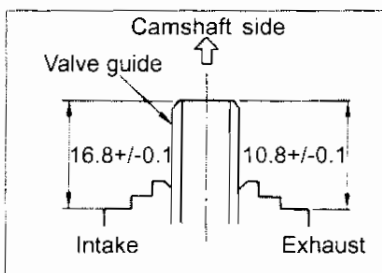 Camshaft side
Valve guide
16.8+/-0.1
10.8+/-0.1
Intake
Exhaust